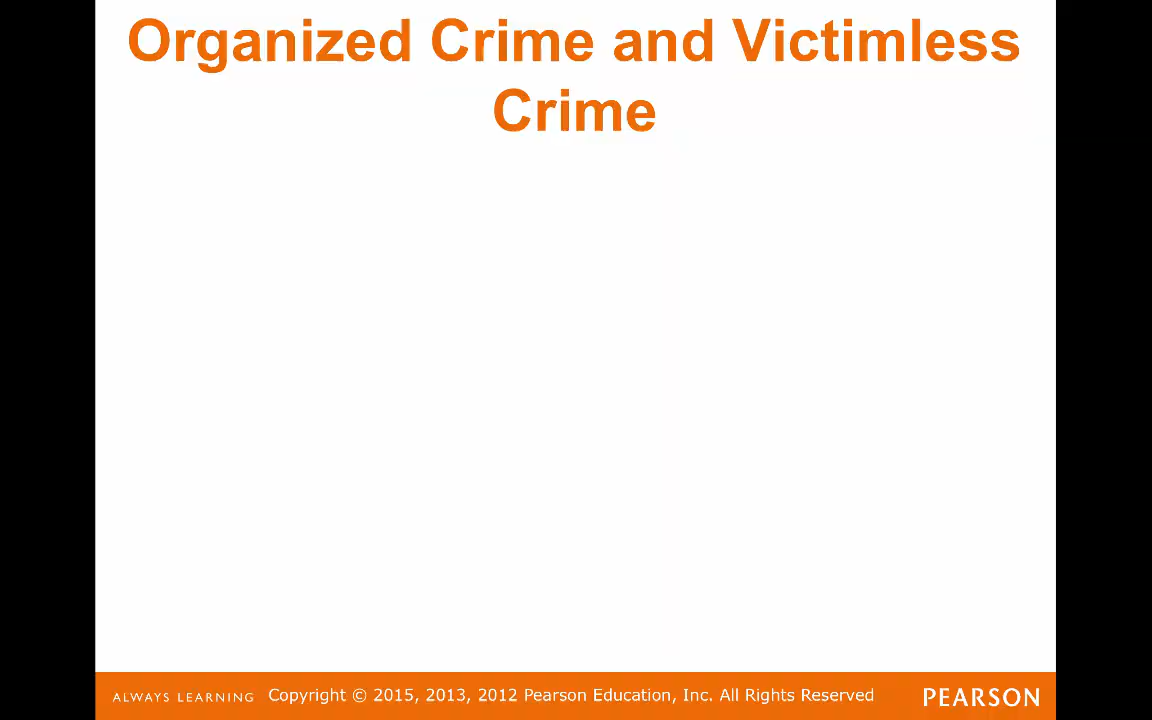 Organized Crime and Victimless
Crime
ALWAYS LEARNING Copyright © 2015, 2013, 2012 Pearson Education, Inc. All Rights Reserved PEARSON